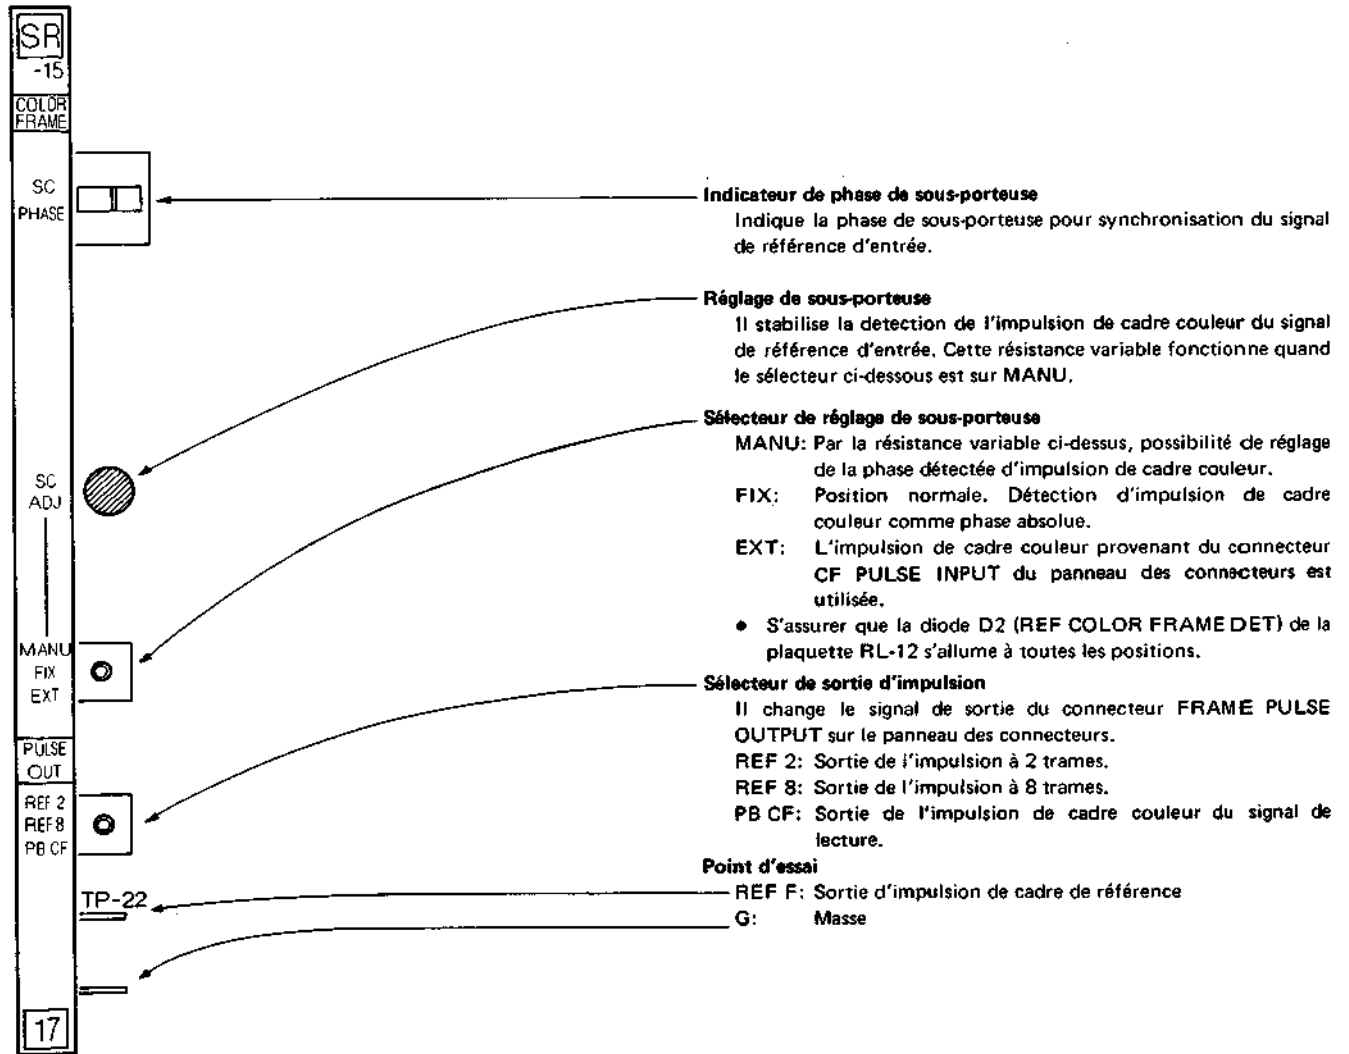 SR
-15
COLOR
FRAME
SC
PHASE
SC
ADJ
MANU
FIX
EXT
PULSE
OUT
REF 2
REF 8
PB CF
TP-22
17
Indicateur de phase de sous-porteuse
Indique la phase de sous-porteuse pour synchronisation du signal
de référence d'entrée.
Réglage de sous-porteuse
Il stabilise la detection de l'impulsion de cadre couleur du signal
de référence d'entrée. Cette résistance variable fonctionne quand
le sélecteur ci-dessous est sur MANU.
Sélecteur de réglage de sous-porteuse
MANU: Par la résistance variable ci-dessus, possibilité de réglage
de la phase détectée d'impulsion de cadre couleur.
FIX: Position normale. Détection d'impulsion de cadre
couleur comme phase absolue.
EXT: L'impulsion de cadre couleur provenant du connecteur
CF PULSE INPUT du panneau des connecteurs est
utilisée.
• S'assurer que la diode D2 (REF COLOR FRAME DET) de la
plaquette RL-12 s'allume à toutes les positions.
Sélecteur de sortie d'impulsion
Il change le signal de sortie du connecteur FRAME PULSE
OUTPUT sur le panneau des connecteurs.
REF 2: Sortie de l'impulsion à 2 trames.
REF 8: Sortie de l'impulsion à 8 trames.
PB CF: Sortie de l'impulsion de cadre couleur du signal de
lecture.
Point d'essai
REF F: Sortie d'impulsion de cadre de référence
G: Masse